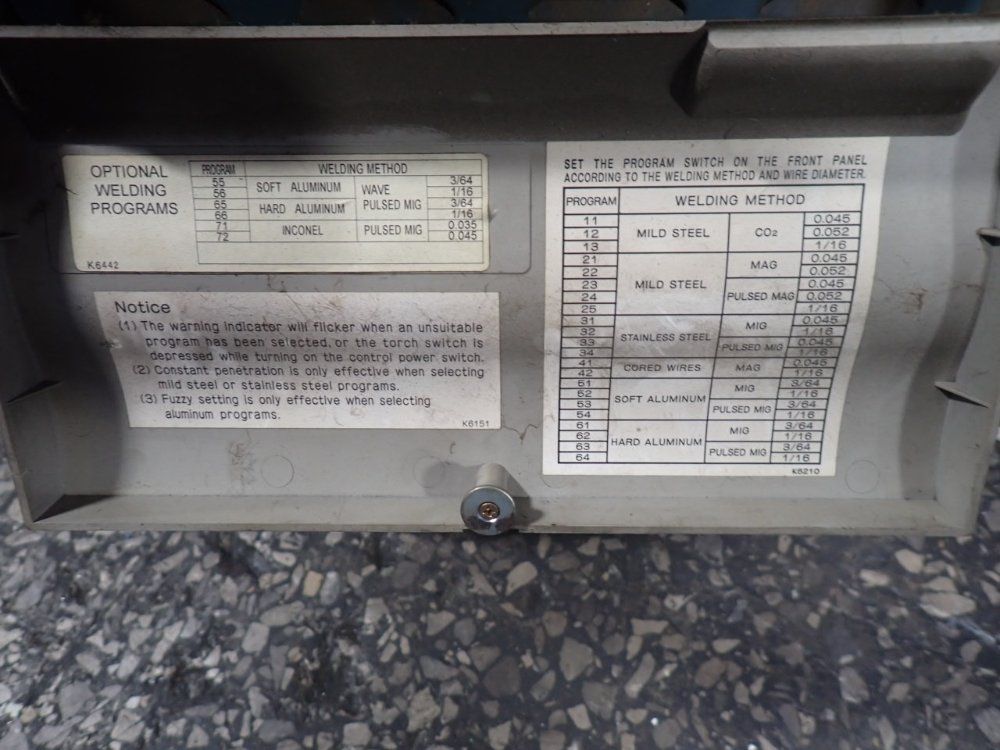 OPTIONAL
WELDING
PROGRAMS
PROGRAM WELDING METHOD
55 SOFT ALUMINUM WAVE PULSED MIG 3/64
56 1/16
65 HARD ALUMINUM 3/64
66 1/16
71 INCONEL PULSED MIG 0.035
72 0.045
K6442
Notice
(1) The warning indicator will flicker when an unsuitable
program has been selected, or the torch switch is
depressed while turning on the control power switch.
(2) Constant penetration is only effective when selecting
mild steel or stainless steel programs.
(3) Fuzzy setting is only effective when selecting
aluminum programs.
K6151
SET THE PROGRAM SWITCH ON THE FRONT PANEL
ACCORDING TO THE WELDING METHOD AND WIRE DIAMETER.
PROGRAM WELDING METHOD
11 MILD STEEL CO₂ 0.045
12 0.052
13 1/16
21 MILD STEEL MAG 0.045
22 0.052
23 PULSED MAG 0.045
24 0.052
25 1/16
31 STAINLESS STEEL MIG 0.045
32 1/16
33 PULSED MIG 0.045
34 1/16
41 CORED WIRES MAG 0.045
42 1/16
51 SOFT ALUMINUM MIG 3/64
52 1/16
53 PULSED MIG 3/64
54 1/16
61 HARD ALUMINUM MIG 3/64
62 1/16
63 PULSED MIG 3/64
64 1/16
K6210